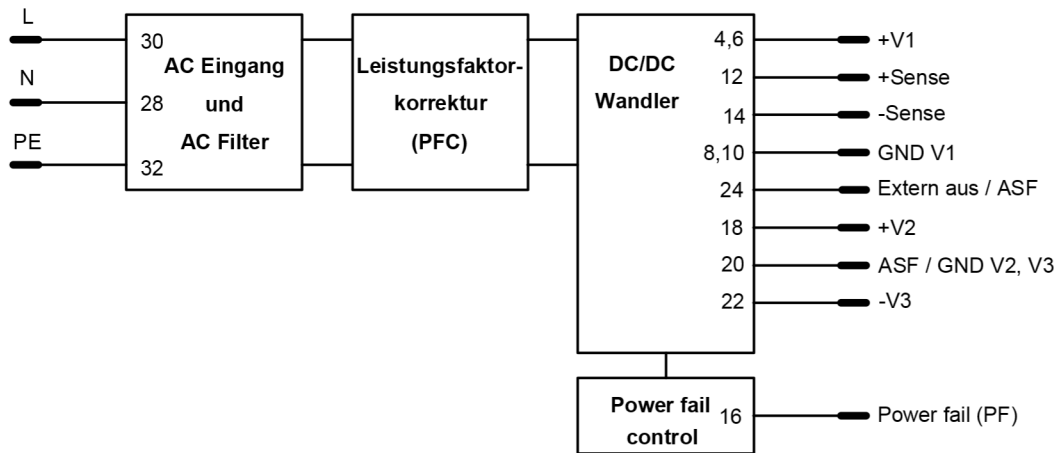 L
30
N
28
PE
32
AC Eingang
und
AC Filter
Leistungsfaktor-
korrektur
(PFC)
DC/DC
Wandler
4,6 +V1
12 +Sense
14 -Sense
8,10 GND V1
24 Extern aus / ASF
18 +V2
20 ASF / GND V2, V3
22 -V3
Power fail
control
16 Power fail (PF)